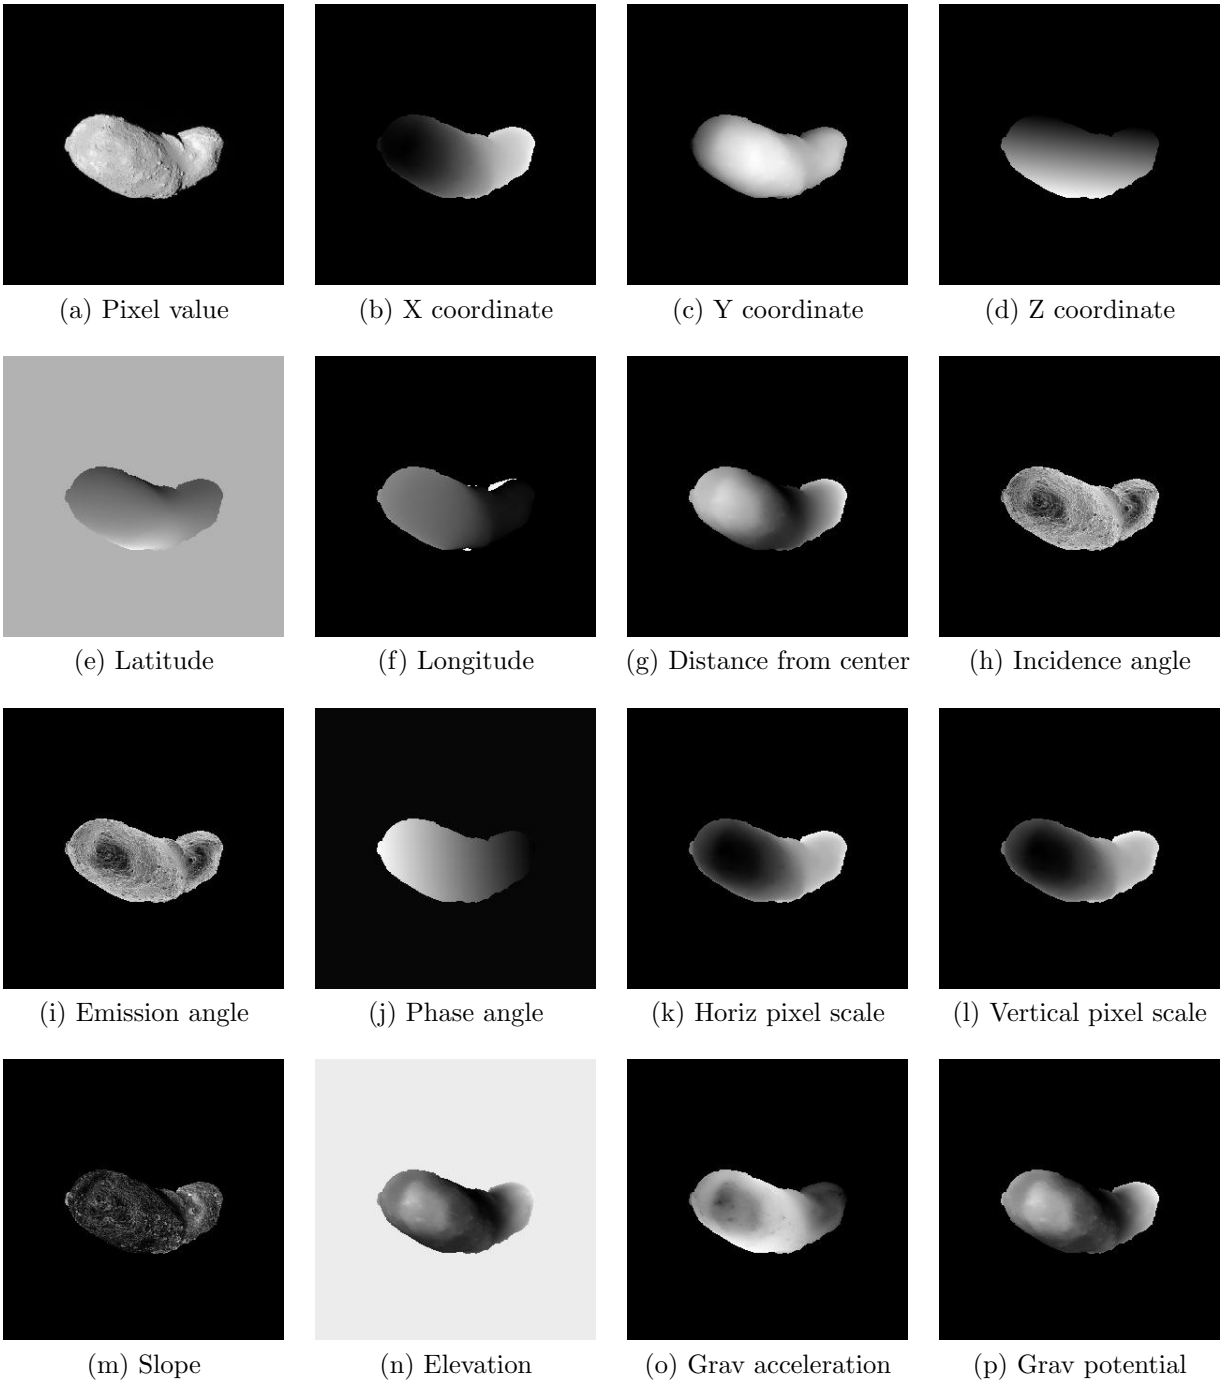 (a) Pixel value
(b) X coordinate
(c) Y coordinate
(d) Z coordinate
(e) Latitude
(f) Longitude
(g) Distance from center
(h) Incidence angle
(i) Emission angle
(j) Phase angle
(k) Horiz pixel scale
(l) Vertical pixel scale
(m) Slope
(n) Elevation
(o) Grav acceleration
(p) Grav potential